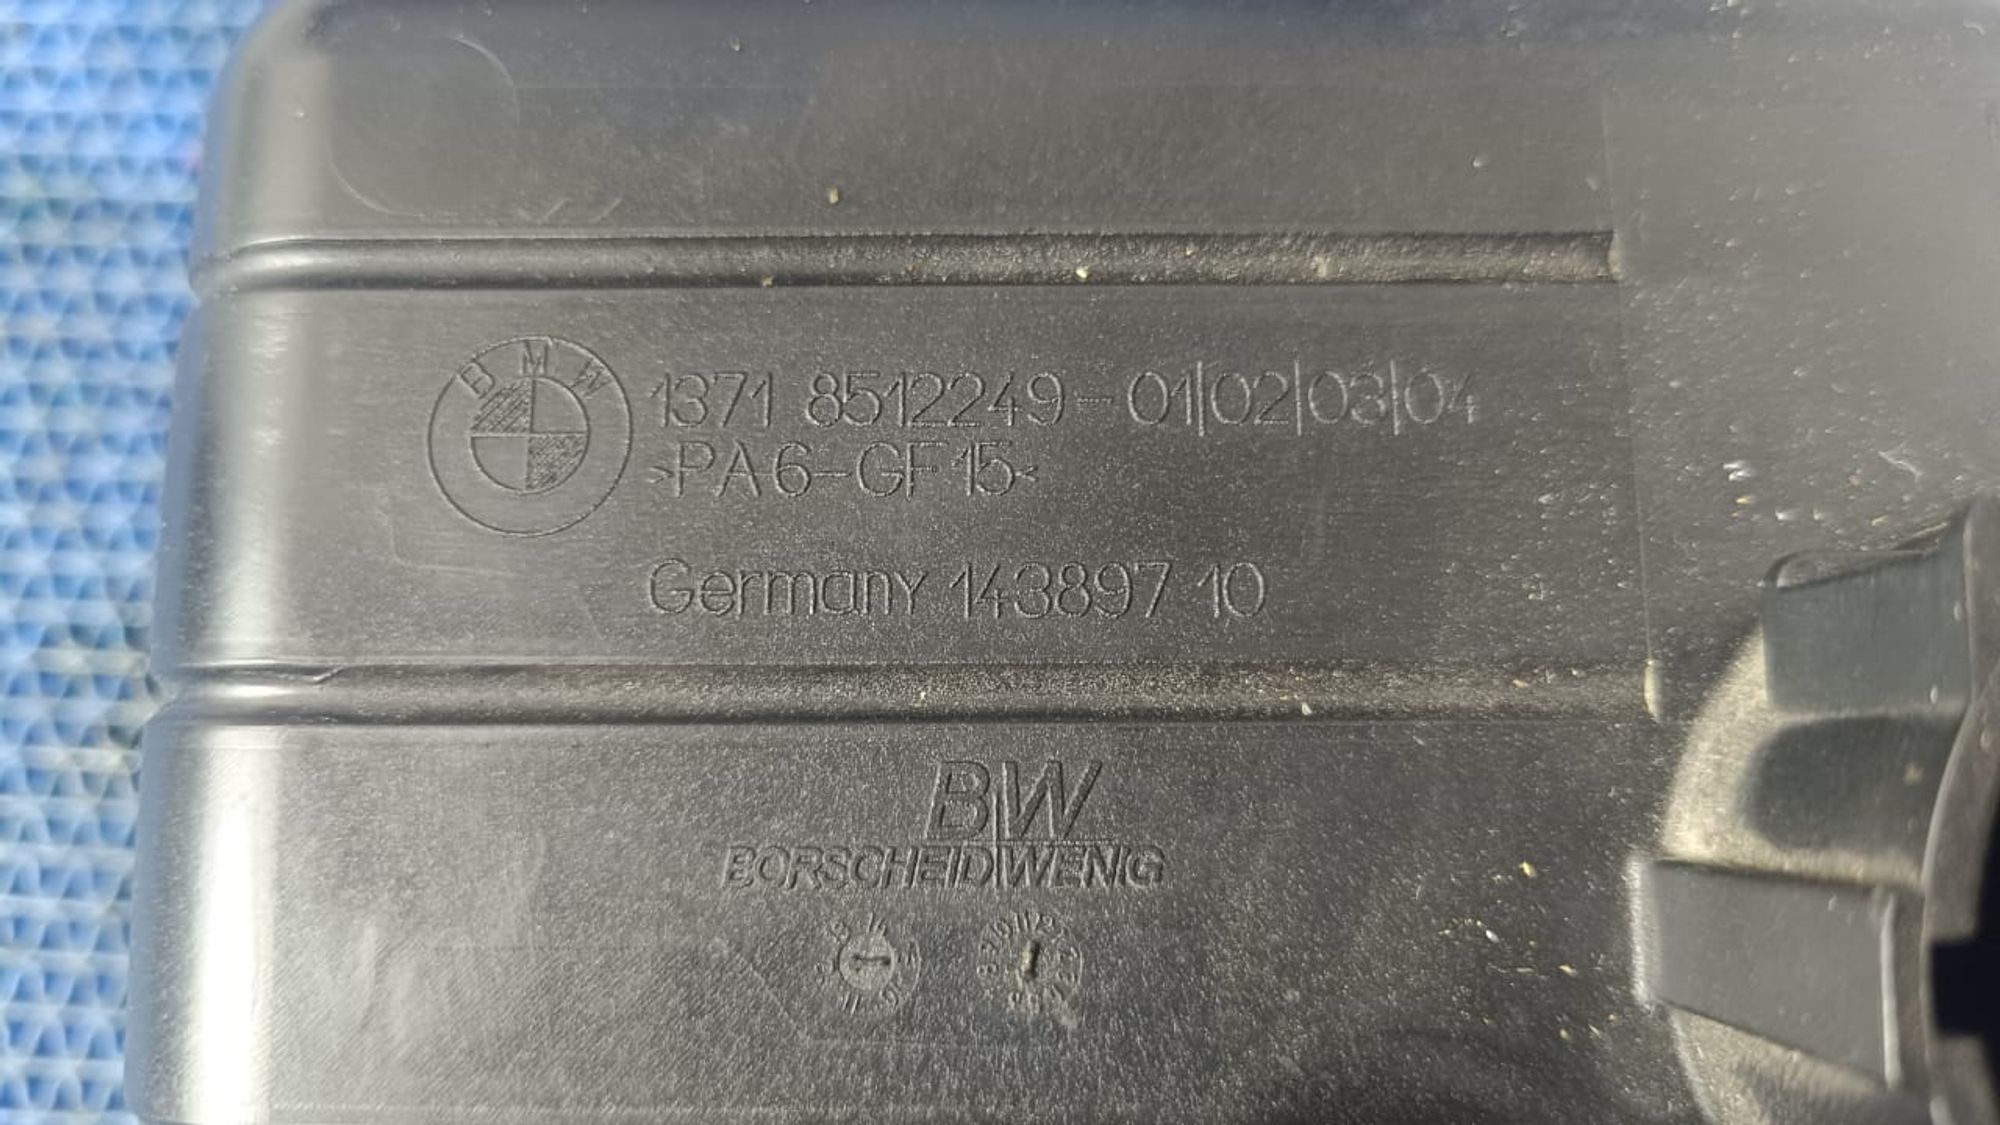 BMW
1371 8512249-01|02|03|04
>PA6-GF15<
Germany 143897 10
BW
BORSCHEID WENIG